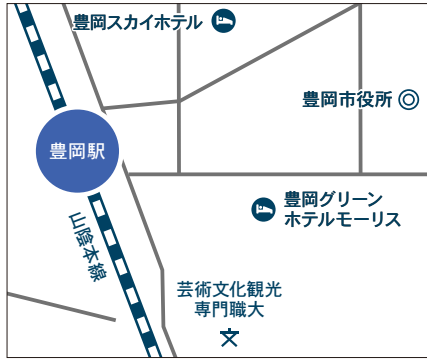 豊岡スカイホテル
豊岡市役所
豊岡駅
豊岡グリーン
ホテルモーリス
山陰本線
芸術文化観光
専門職大